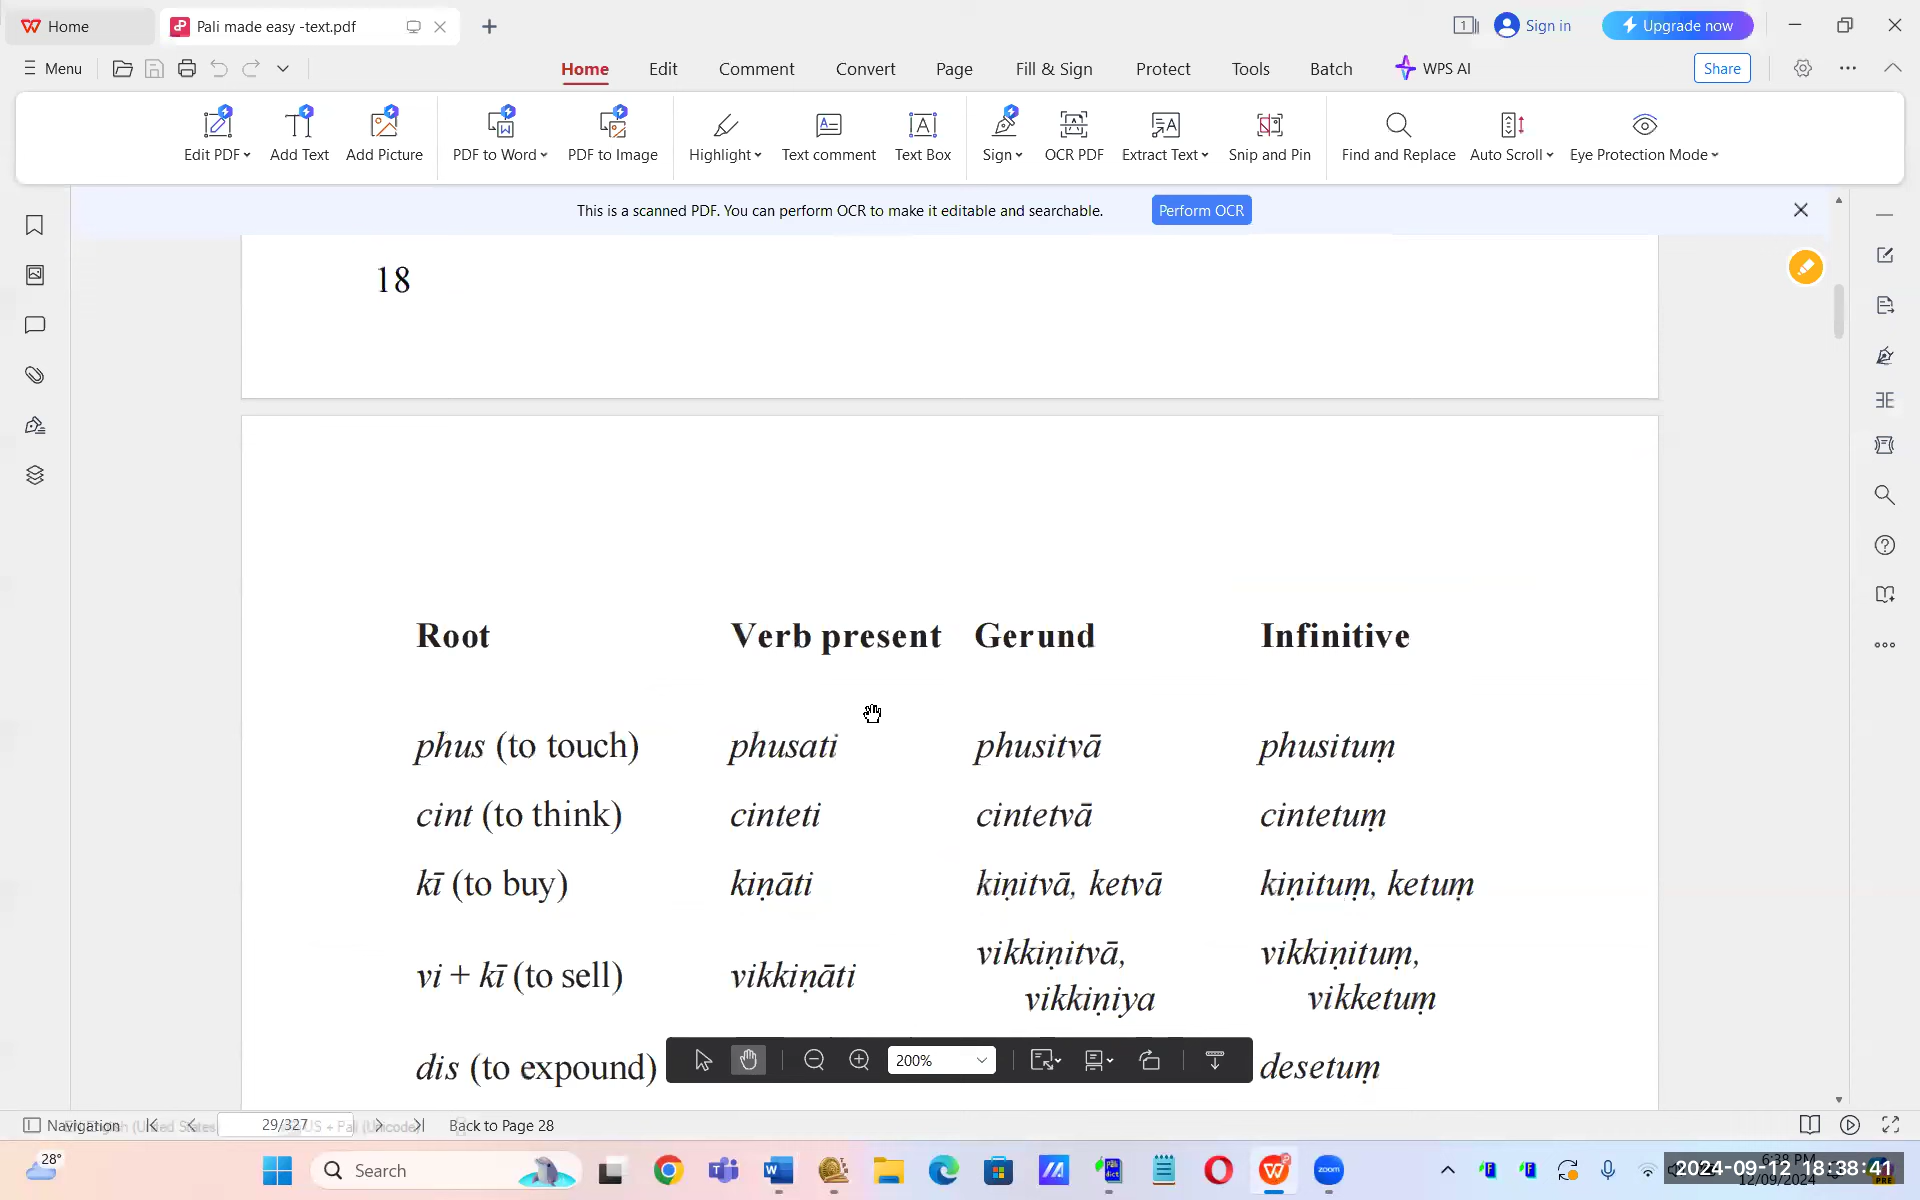 Home
Pali made easy -text.pdf
Sign in
Upgrade now
Menu
Home Edit Comment Convert Page Fill & Sign Protect Tools Batch WPS AI
Share
Edit PDF Add Text Add Picture PDF to Word PDF to Image Highlight Text comment Text Box Sign OCR PDF Extract Text Snip and Pin Find and Replace Auto Scroll Eye Protection Mode
This is a scanned PDF. You can perform OCR to make it editable and searchable. Perform OCR
18
Root Verb present Gerund Infinitive
phus (to touch) phusati phusitvā phusituṃ
cint (to think) cinteti cintetvā cintetuṃ
kī (to buy) kiṇāti kiṇitvā, ketvā kiṇituṃ, ketuṃ
vi + kī (to sell) vikkiṇāti vikkiṇitvā, vikkiṇituṃ,
vikkiṇiya vikketuṃ
dis (to expound) desetuṃ
200%
Navigation 29/327 Back to Page 28
28°
Search
zoom
2024-09-12 18:38:41
12/09/2024